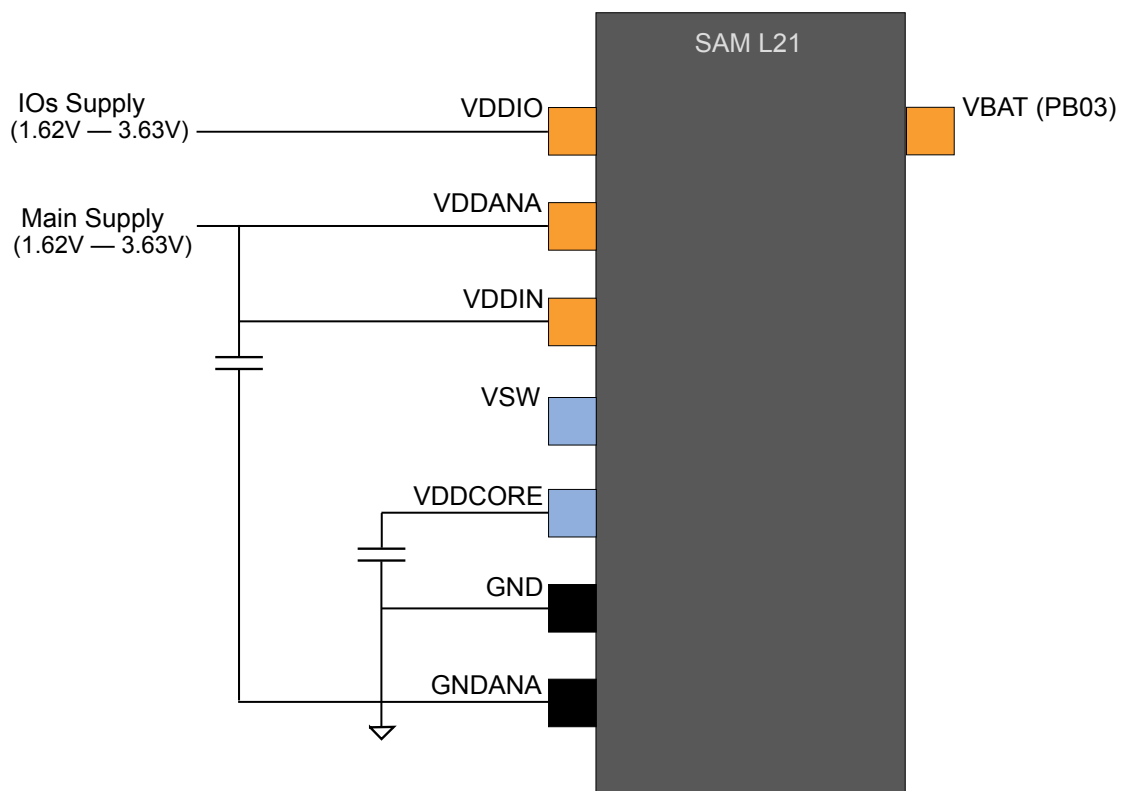 SAM L21
IOs Supply
(1.62V — 3.63V)
VDDIO
VBAT (PB03)
Main Supply
(1.62V — 3.63V)
VDDANA
VDDIN
VSW
VDDCORE
GND
GNDANA